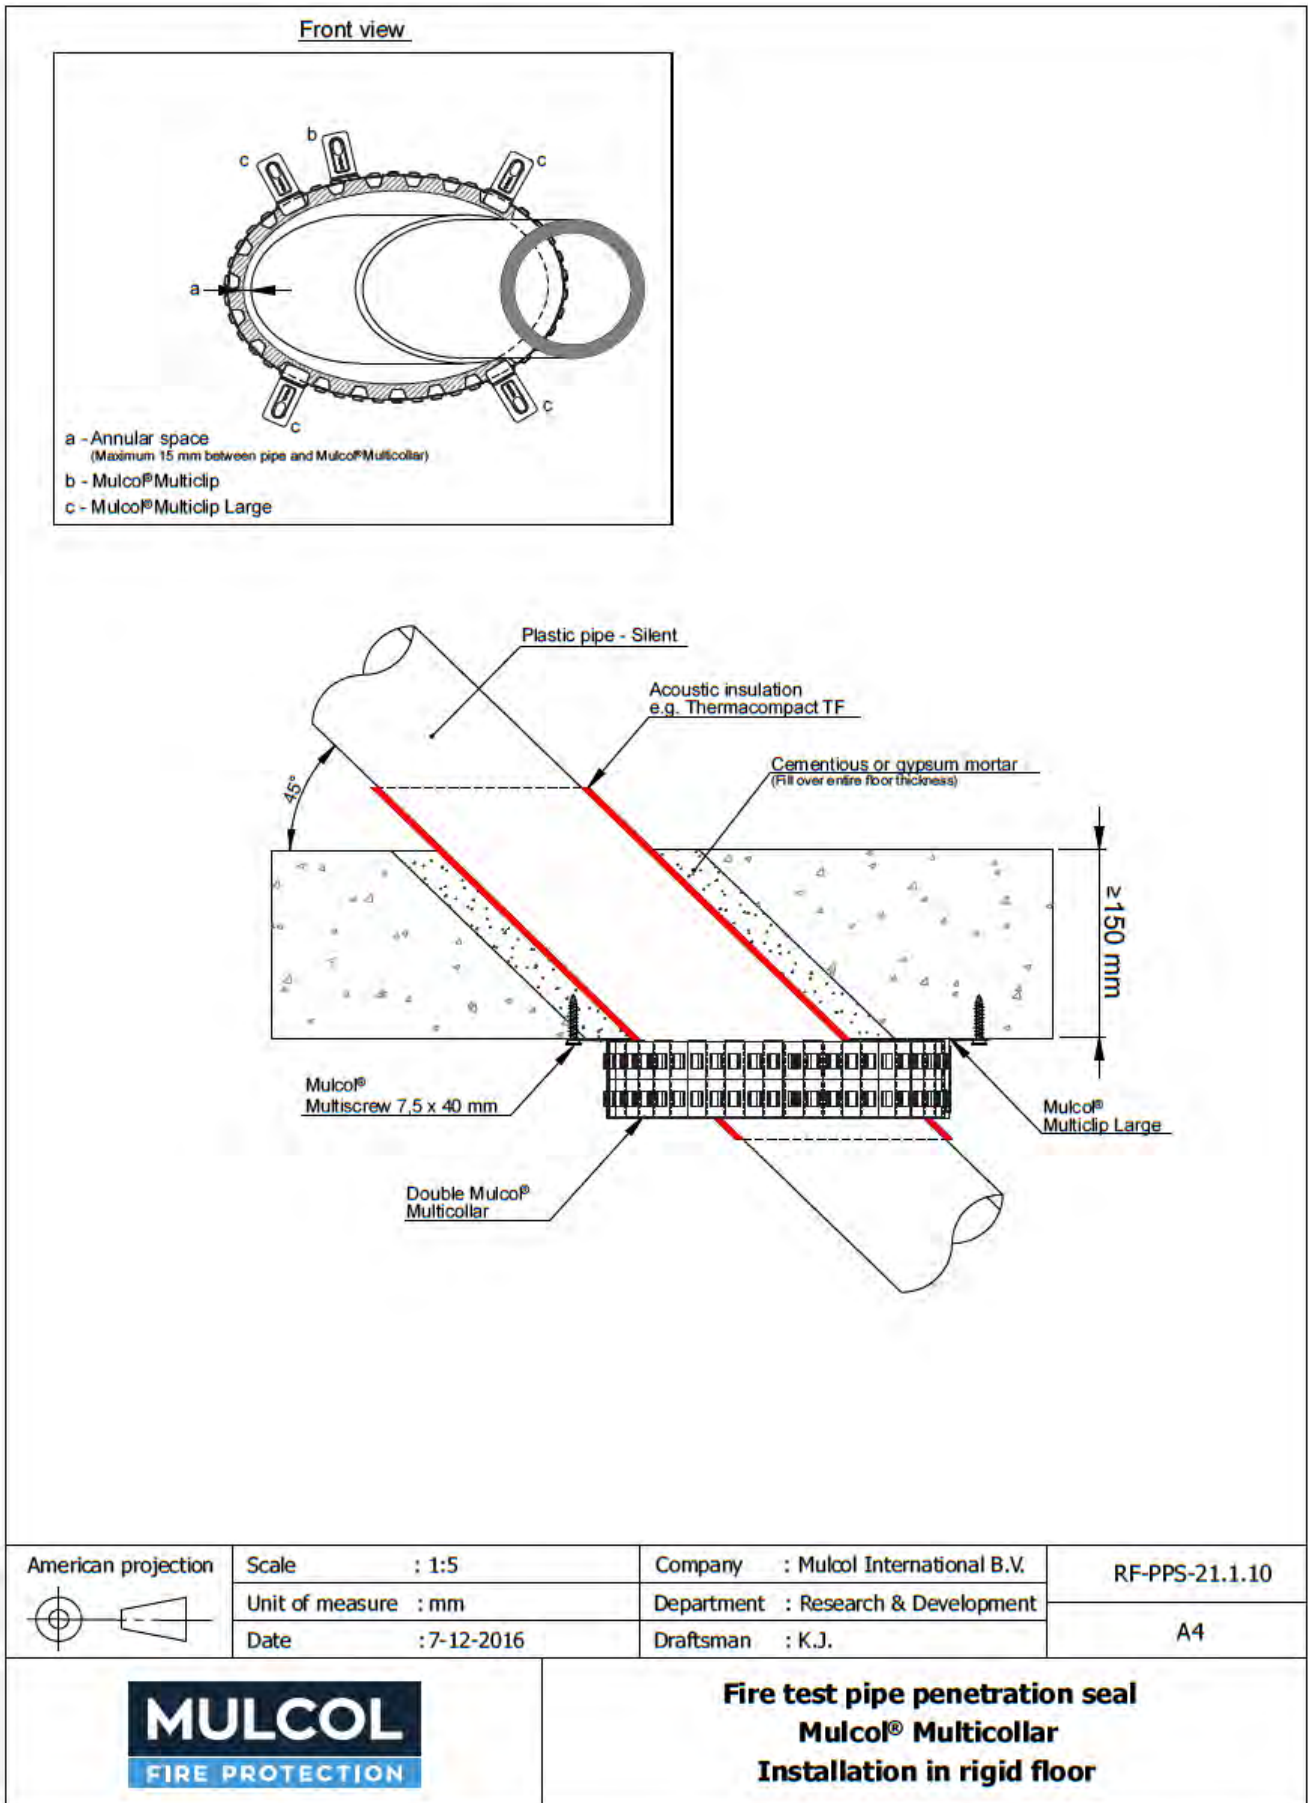 Front view
b
c
c
a
c
c
a - Annular space
(Maximum 15 mm between pipe and Mulcol® Multicollar)
b - Mulcol® Multiclip
c - Mulcol® Multiclip Large
Plastic pipe - Silent
Acoustic insulation
e.g. Thermacompact TF
Cementious or gypsum mortar
(Fill over entire floor thickness)
45°
≥150 mm
Mulcol®
Multiscrew 7,5 x 40 mm
Mulcol®
Multiclip Large
Double Mulcol®
Multicollar
American projection
Scale : 1:5
Unit of measure : mm
Date : 7-12-2016
Company : Mulcol International B.V.
Department : Research & Development
Draftsman : K.J.
RF-PPS-21.1.10
A4
MULCOL
FIRE PROTECTION
Fire test pipe penetration seal
Mulcol® Multicollar
Installation in rigid floor